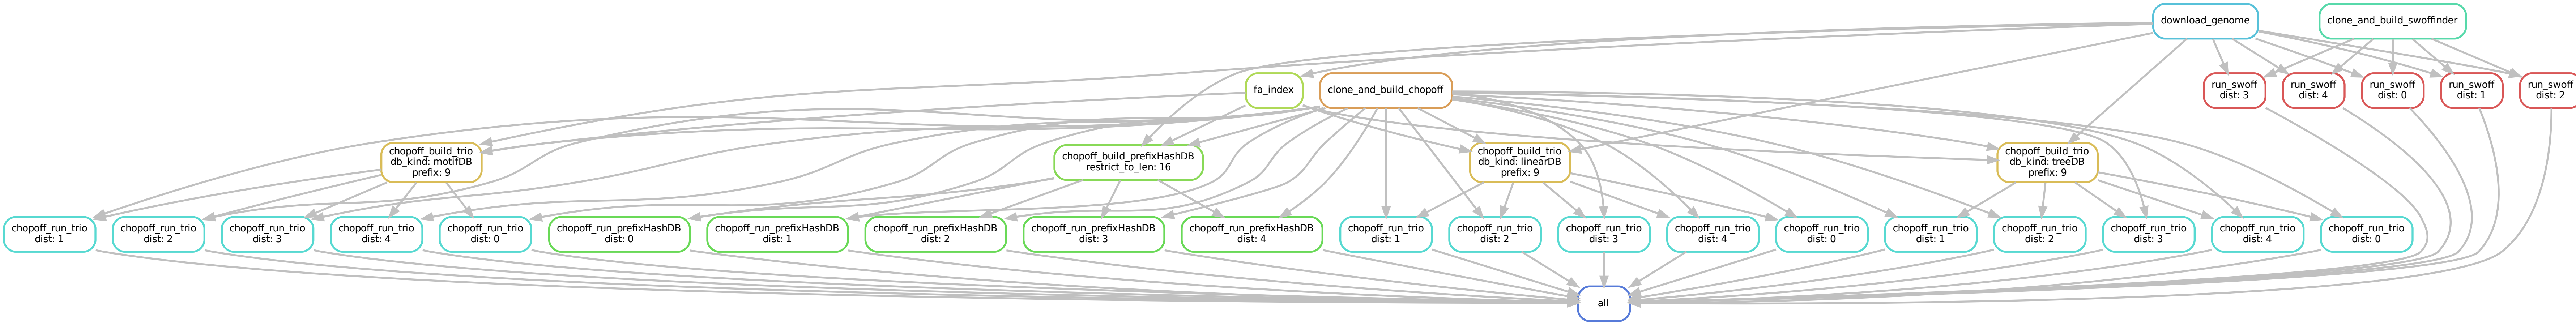 download_genome
clone_and_build_swoffinder
fa_index
clone_and_build_chopoff
run_swoff
dist: 3
run_swoff
dist: 4
run_swoff
dist: 0
run_swoff
dist: 1
run_swoff
dist: 2
chopoff_build_trio
db_kind: motifDB
prefix: 9
chopoff_build_prefixHashDB
restrict_to_len: 16
chopoff_build_trio
db_kind: linearDB
prefix: 9
chopoff_build_trio
db_kind: treeDB
prefix: 9
chopoff_run_trio
dist: 1
chopoff_run_trio
dist: 2
chopoff_run_trio
dist: 3
chopoff_run_trio
dist: 4
chopoff_run_trio
dist: 0
chopoff_run_prefixHashDB
dist: 0
chopoff_run_prefixHashDB
dist: 1
chopoff_run_prefixHashDB
dist: 2
chopoff_run_prefixHashDB
dist: 3
chopoff_run_prefixHashDB
dist: 4
chopoff_run_trio
dist: 1
chopoff_run_trio
dist: 2
chopoff_run_trio
dist: 3
chopoff_run_trio
dist: 4
chopoff_run_trio
dist: 0
chopoff_run_trio
dist: 1
chopoff_run_trio
dist: 2
chopoff_run_trio
dist: 3
chopoff_run_trio
dist: 4
chopoff_run_trio
dist: 0
all